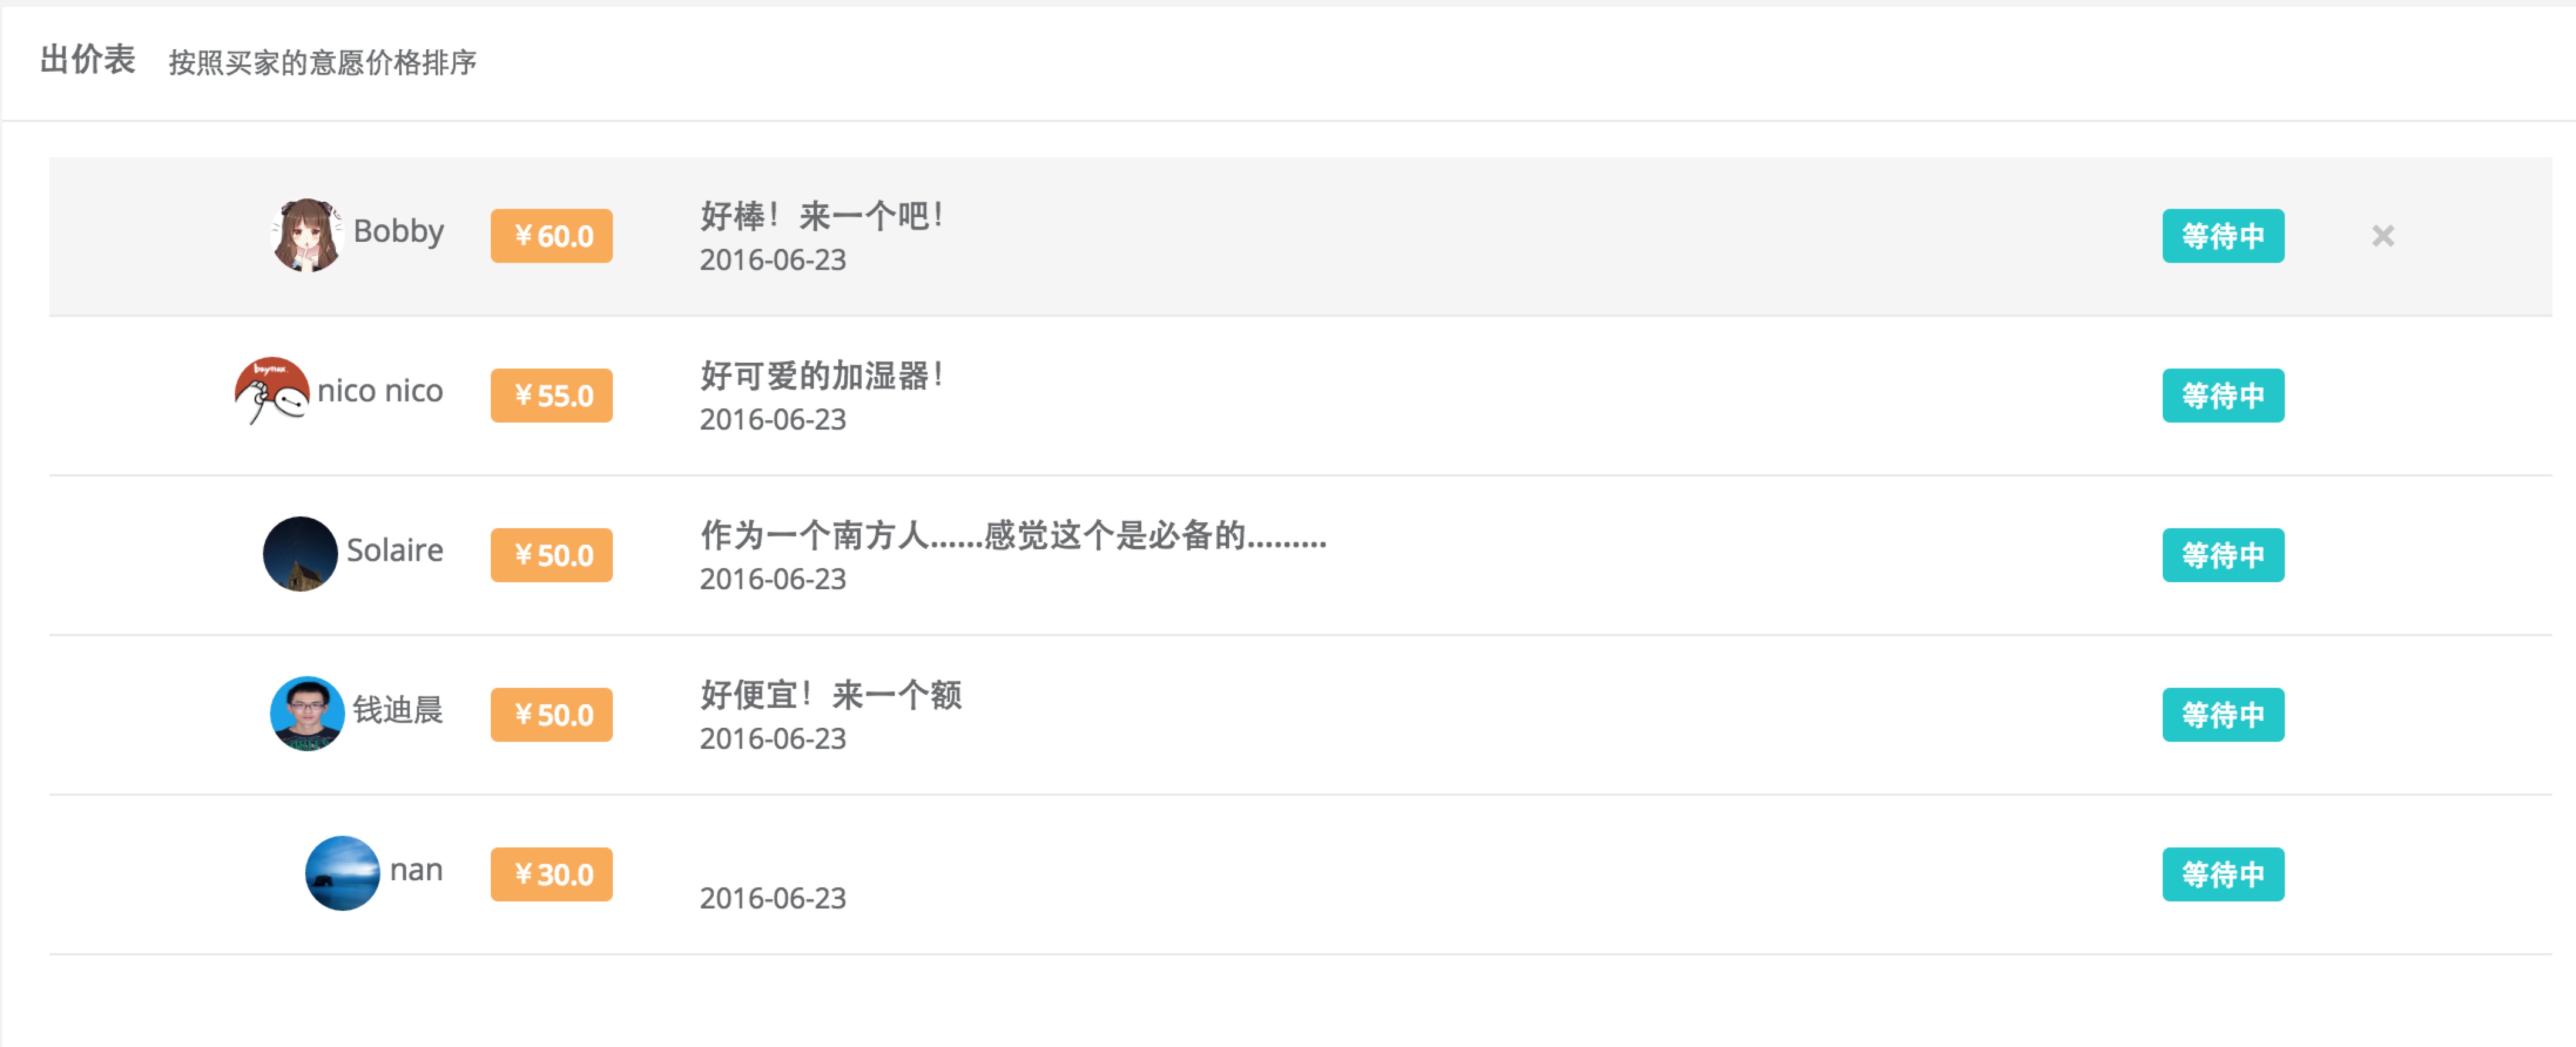 出价表 按照买家的意愿价格排序
Bobby ￥60.0 好棒！来一个吧！ 等待中 ×
2016-06-23
baymax
nico nico ￥55.0 好可爱的加湿器！ 等待中
2016-06-23
Solaire ￥50.0 作为一个南方人......感觉这个是必备的......... 等待中
2016-06-23
钱迪晨 ￥50.0 好便宜！来一个额 等待中
2016-06-23
nan ￥30.0 等待中
2016-06-23